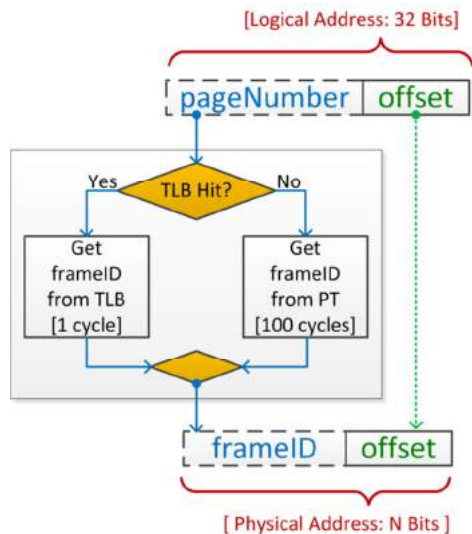 [Logical Address: 32 Bits]
pageNumber offset
TLB Hit?
Yes No
Get
frameID
from TLB
[1 cycle]
Get
frameID
from PT
[100 cycles]
frameID offset
[ Physical Address: N Bits ]